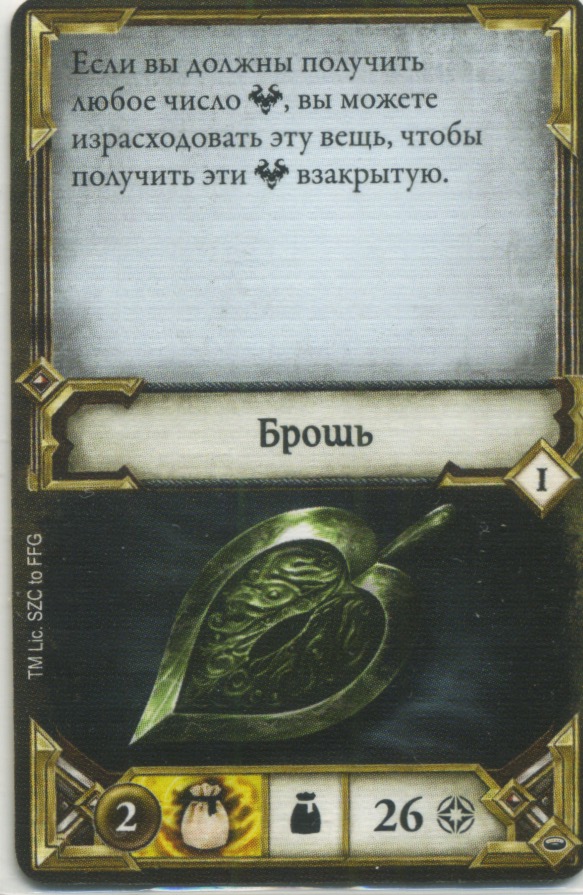 Если вы должны получить
любое число , вы можете
израсходовать эту вещь, чтобы
получить эти взакрытую.
Брошь
I
TM Lic. SZC to FFG
2
26